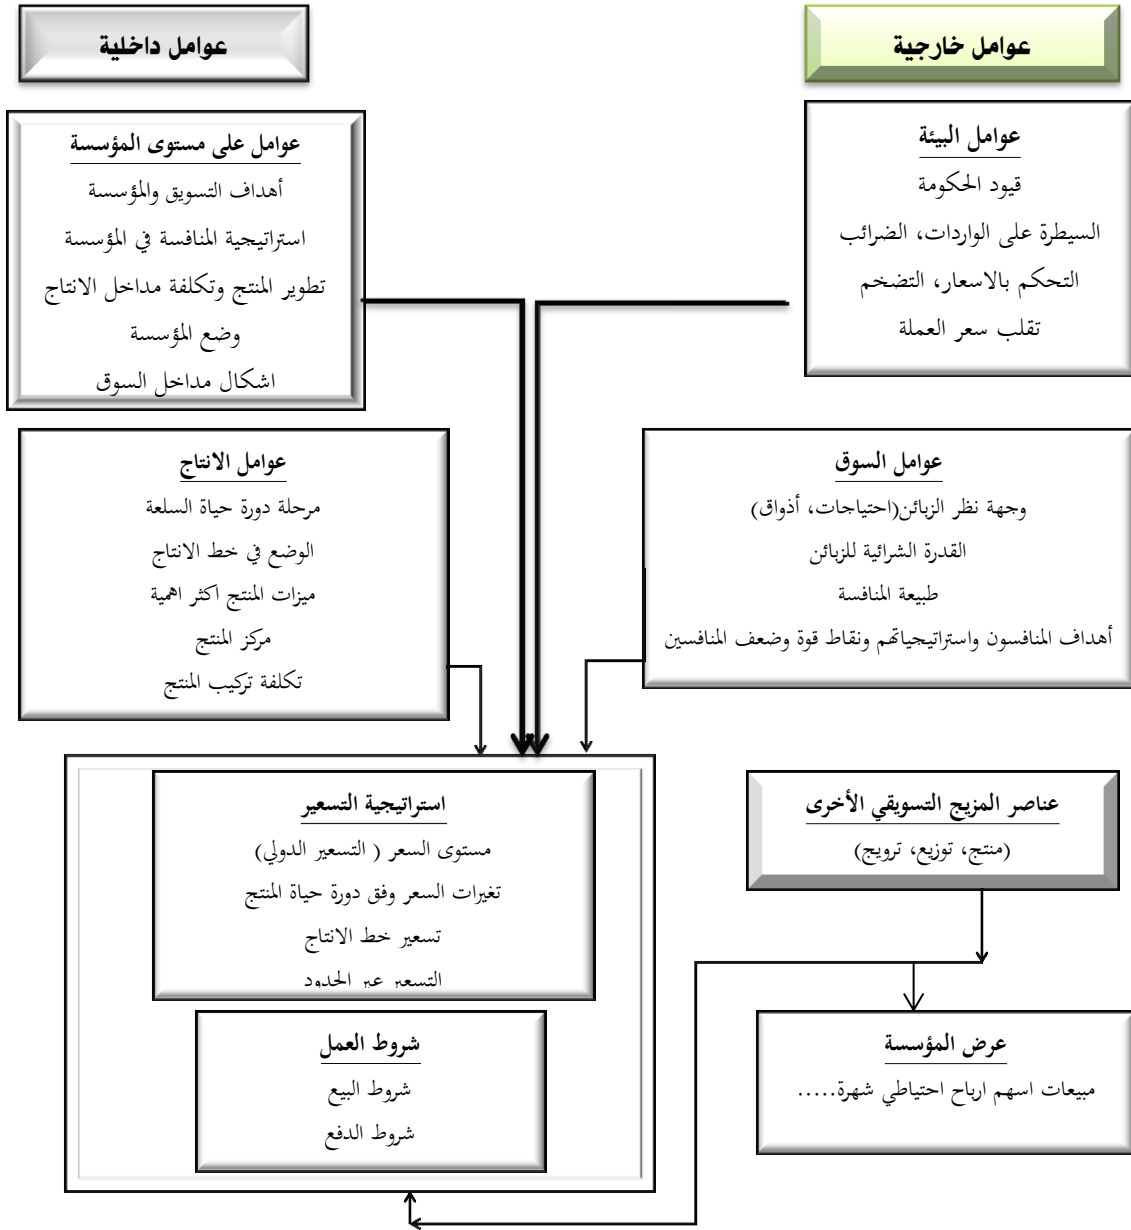 عوامل خارجية
عوامل داخلية
عوامل البيئة
قيود الحكومة
السيطرة على الواردات، الضرائب
التحكم بالاسعار، التضخم
تقلب سعر العملة
عوامل على مستوى المؤسسة
أهداف التسويق والمؤسسة
استراتيجية المنافسة في المؤسسة
تطوير المنتج وتكلفة مداخل الانتاج
وضع المؤسسة
اشكال مداخل السوق
عوامل السوق
وجهة نظر الزبائن(احتياجات، أذواق)
القدرة الشرائية للزبائن
طبيعة المنافسة
أهداف المنافسون واستراتيجياتهم ونقاط قوة وضعف المنافسين
عوامل الانتاج
مرحلة دورة حياة السلعة
الوضع في خط الانتاج
ميزات المنتج اكثر اهمية
مركز المنتج
تكلفة تركيب المنتج
عناصر المزيج التسويقي الأخرى
(منتج، توزيع، ترويج)
استراتيجية التسعير
مستوى السعر ( التسعير الدولي)
تغيرات السعر وفق دورة حياة المنتج
تسعير خط الانتاج
التسعير عبر الحدود
عرض المؤسسة
مبيعات اسهم ارباح احتياطي شهرة.....
شروط العمل
شروط البيع
شروط الدفع